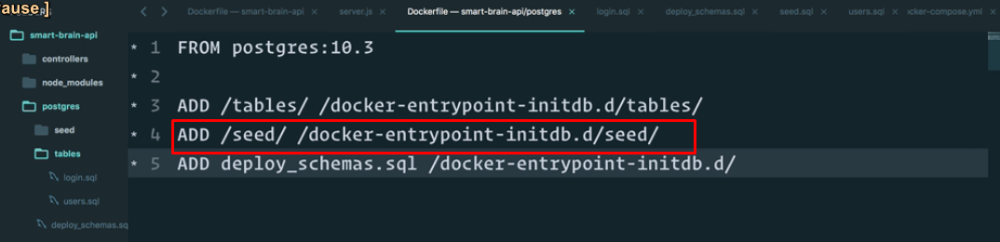 ause ]
Dockerfile — smart-brain-api × server.js × Dockerfile — smart-brain-api/postgres × login.sql × deploy_schemas.sql × seed.sql × users.sql × cker-compose.yml ×
smart-brain-api
controllers
node_modules
postgres
seed
tables
login.sql
users.sql
deploy_schemas.sq
* 1 FROM postgres:10.3
* 2
* 3 ADD /tables/ /docker-entrypoint-initdb.d/tables/
* 4 ADD /seed/ /docker-entrypoint-initdb.d/seed/
* 5 ADD deploy_schemas.sql /docker-entrypoint-initdb.d/